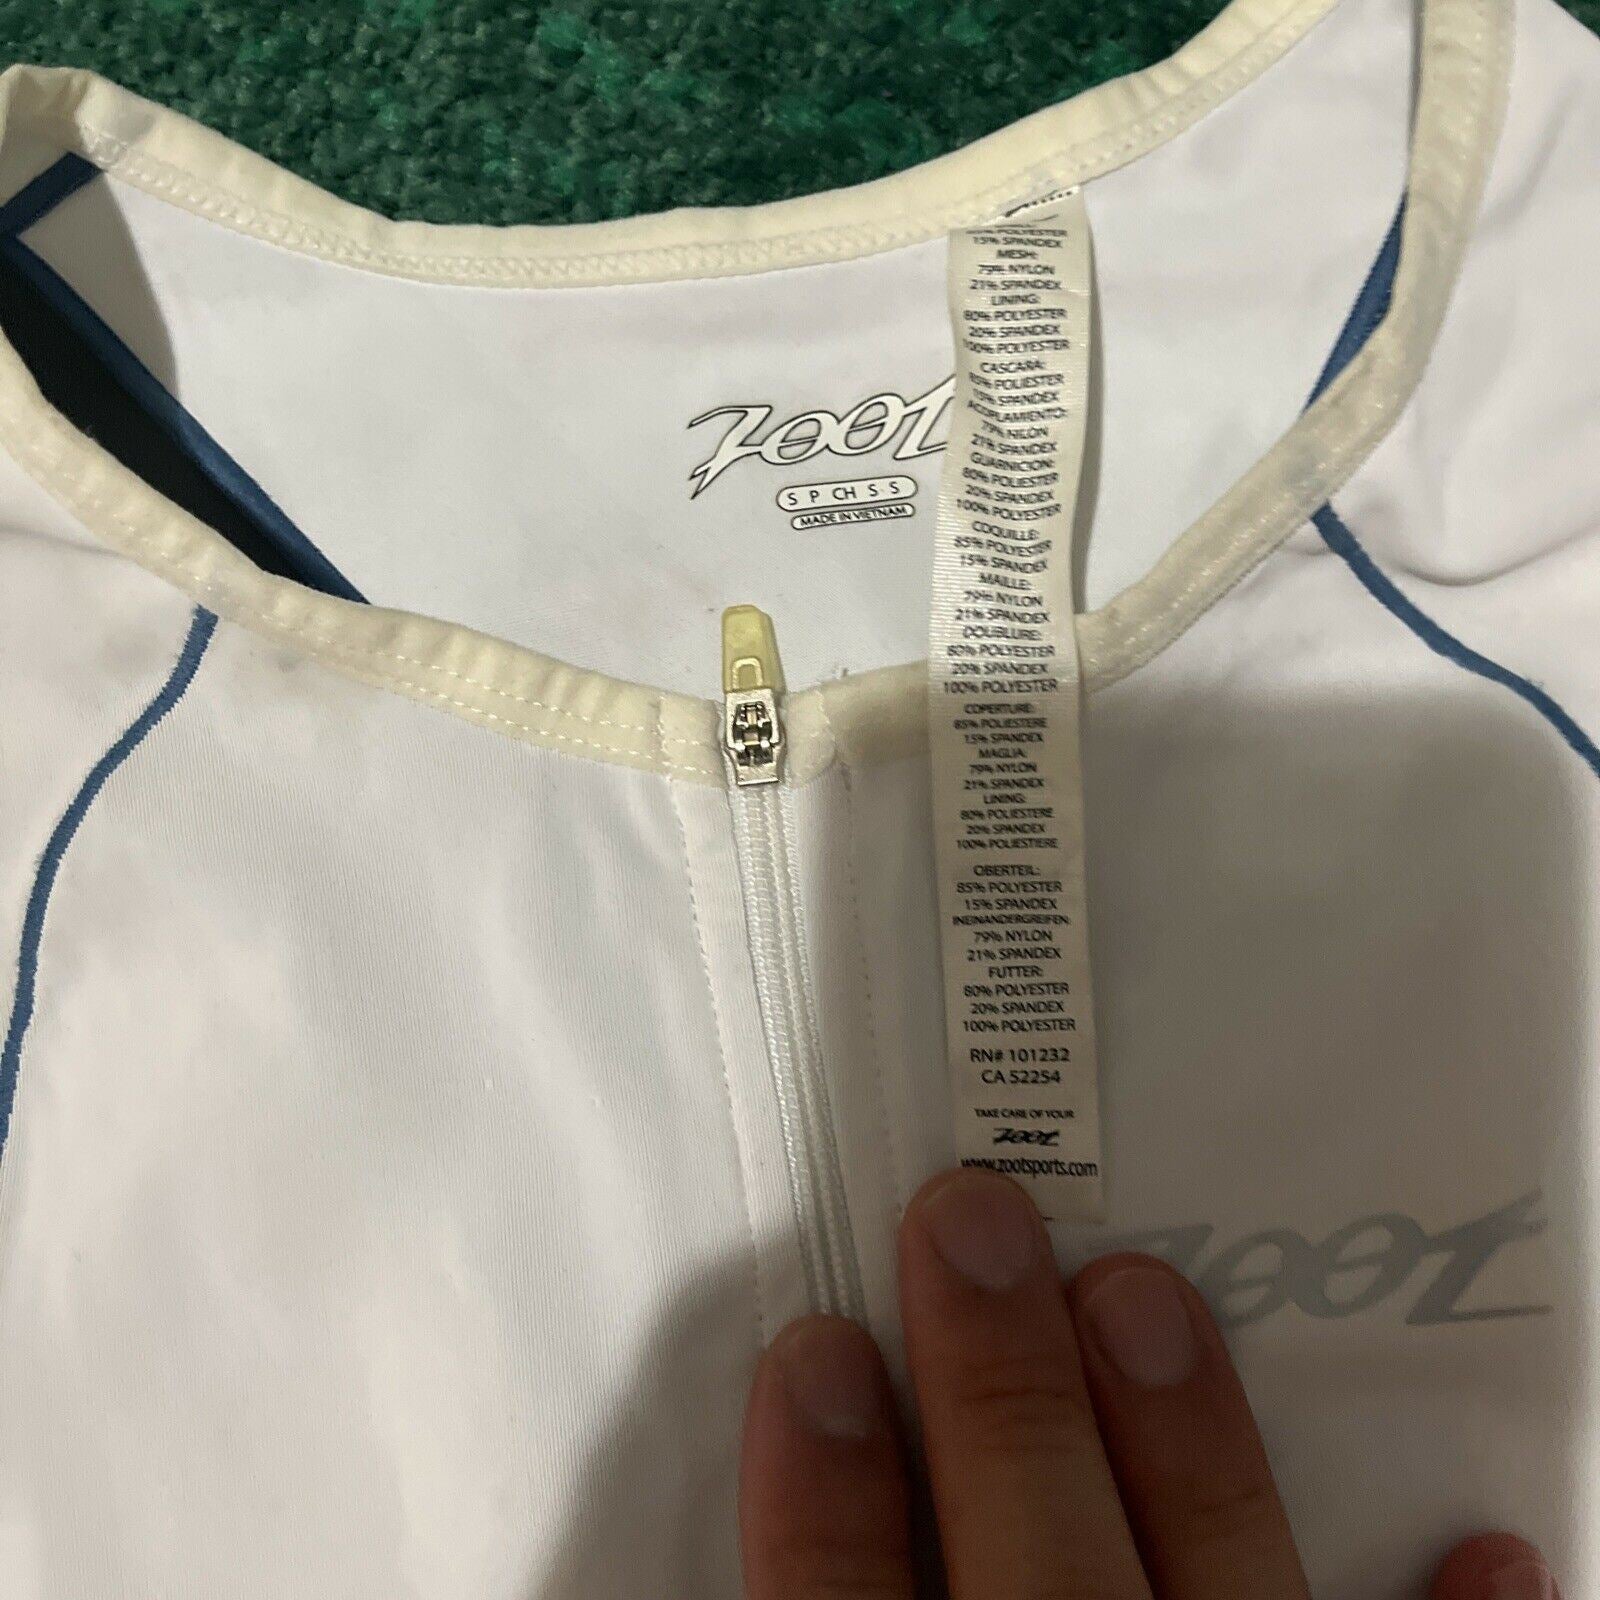 ZOOT
S P CH S · S
MADE IN VIETNAM
85% POLYESTER
15% SPANDEX
MESH:
79% NYLON
21% SPANDEX
LINING:
80% POLYESTER
20% SPANDEX
100% POLYESTER
CASCARA:
85% POLIESTER
15% SPANDEX
ACOPLAMIENTO:
79% NILON
21% SPANDEX
GUARNICION:
80% POLIESTER
20% SPANDEX
100% POLYESTER
COQUILLE:
85% POLYESTER
15% SPANDEX
MAILLE:
79% NYLON
21% SPANDEX
DOUBLURE:
80% POLYESTER
20% SPANDEX
100% POLYESTER
COPERTURE:
85% POLIESTERE
15% SPANDEX
MAGLIA:
79% NYLON
21% SPANDEX
LINING:
80% POLIESTERE
20% SPANDEX
100% POLIESTIERE
OBERTEIL:
85% POLYESTER
15% SPANDEX
INEINANDERGREIFEN:
79% NYLON
21% SPANDEX
FUTTER:
80% POLYESTER
20% SPANDEX
100% POLYESTER
RN# 101232
CA 52254
TAKE CARE OF YOUR
ZOOT
www.zootsports.com
ZOOT